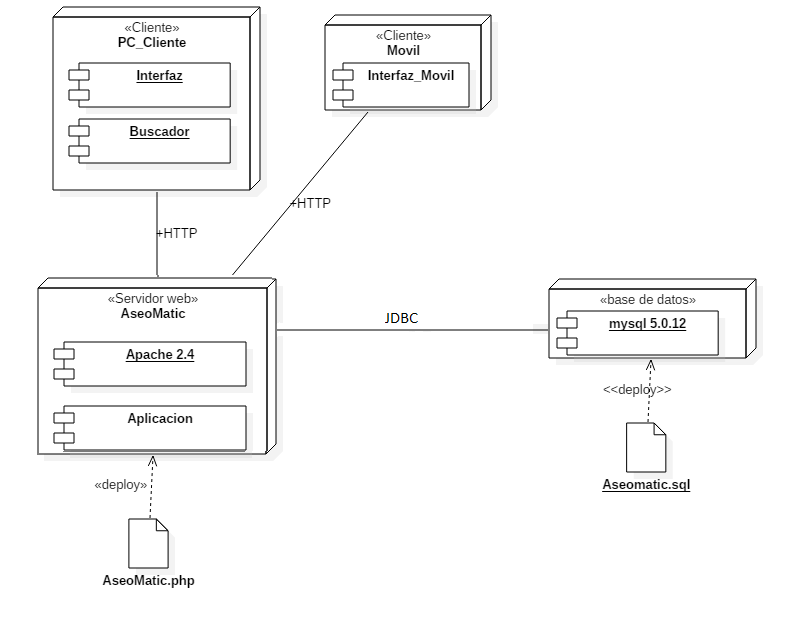 «Cliente»
PC_Cliente
Interfaz
Buscador
«Cliente»
Movil
Interfaz_Movil
+HTTP
+HTTP
«Servidor web»
AseoMatic
Apache 2.4
Aplicacion
JDBC
«base de datos»
mysql 5.0.12
<<deploy>>
Aseomatic.sql
«deploy»
AseoMatic.php